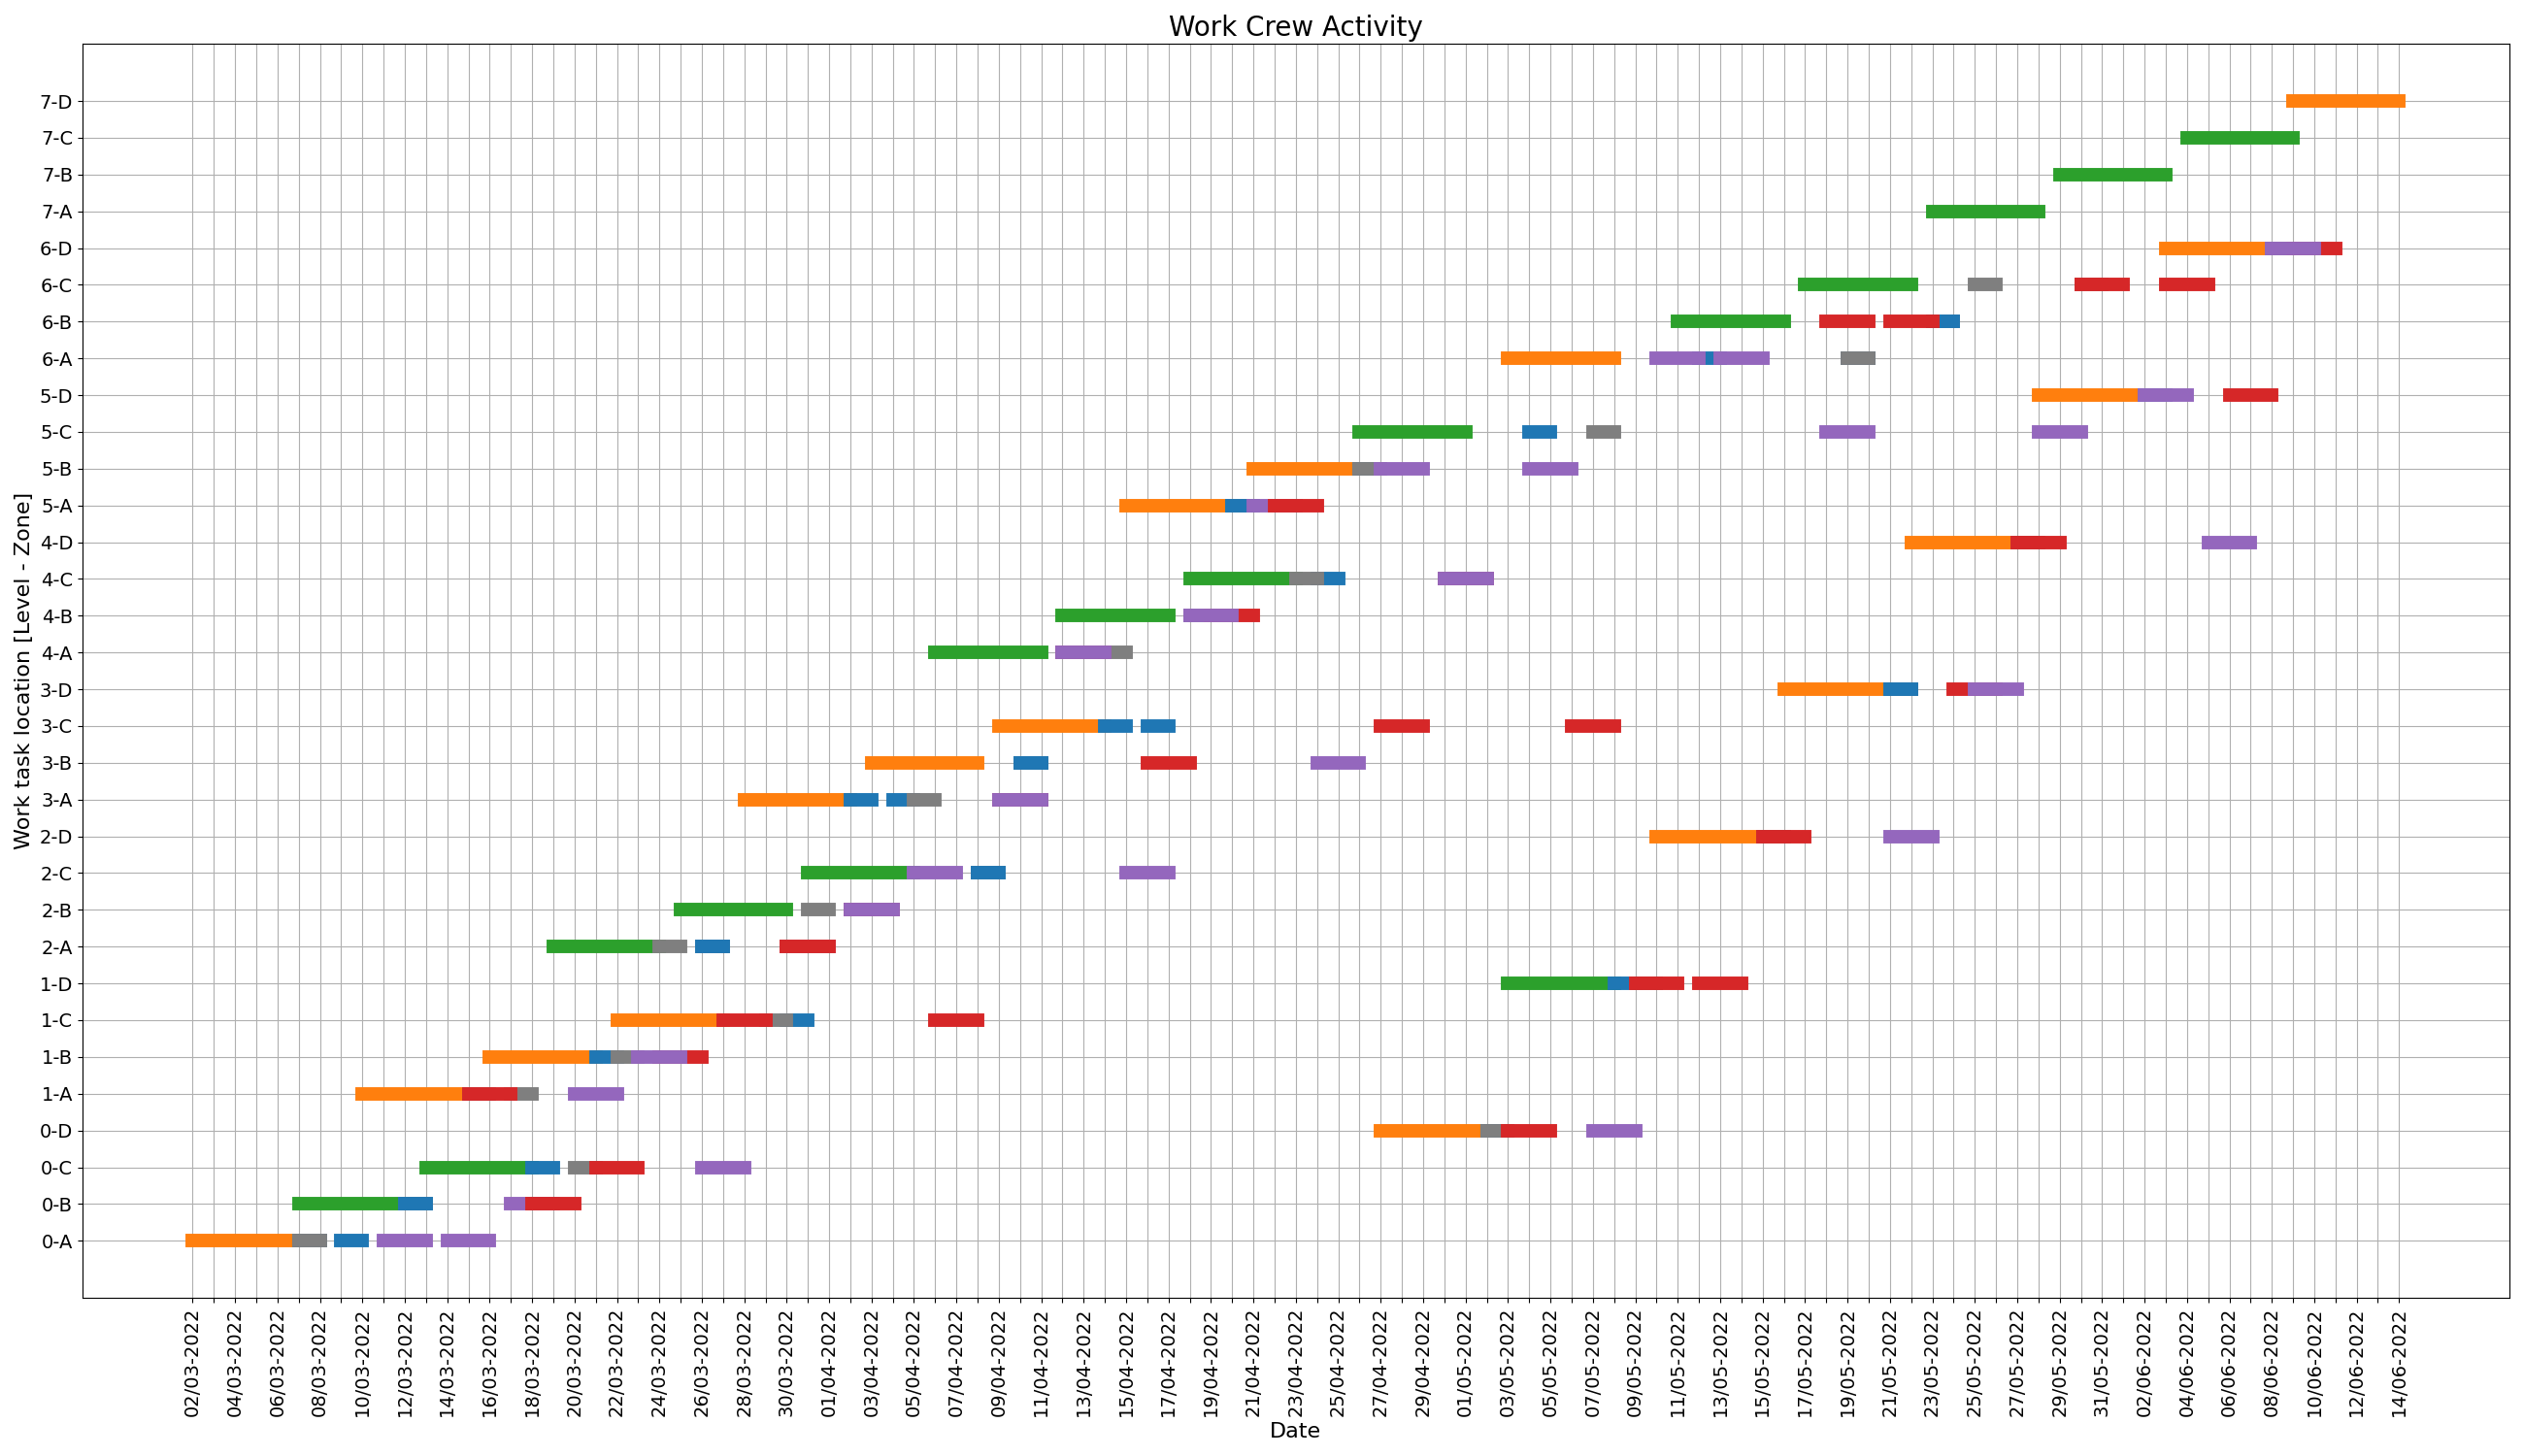 Work Crew Activity
Work task location [Level - Zone]
7-D
7-C
7-B
7-A
6-D
6-C
6-B
6-A
5-D
5-C
5-B
5-A
4-D
4-C
4-B
4-A
3-D
3-C
3-B
3-A
2-D
2-C
2-B
2-A
1-D
1-C
1-B
1-A
0-D
0-C
0-B
0-A
02/03-2022
04/03-2022
06/03-2022
08/03-2022
10/03-2022
12/03-2022
14/03-2022
16/03-2022
18/03-2022
20/03-2022
22/03-2022
24/03-2022
26/03-2022
28/03-2022
30/03-2022
01/04-2022
03/04-2022
05/04-2022
07/04-2022
09/04-2022
11/04-2022
13/04-2022
15/04-2022
17/04-2022
19/04-2022
21/04-2022
23/04-2022
25/04-2022
27/04-2022
29/04-2022
01/05-2022
03/05-2022
05/05-2022
07/05-2022
09/05-2022
11/05-2022
13/05-2022
15/05-2022
17/05-2022
19/05-2022
21/05-2022
23/05-2022
25/05-2022
27/05-2022
29/05-2022
31/05-2022
02/06-2022
04/06-2022
06/06-2022
08/06-2022
10/06-2022
12/06-2022
14/06-2022
Date